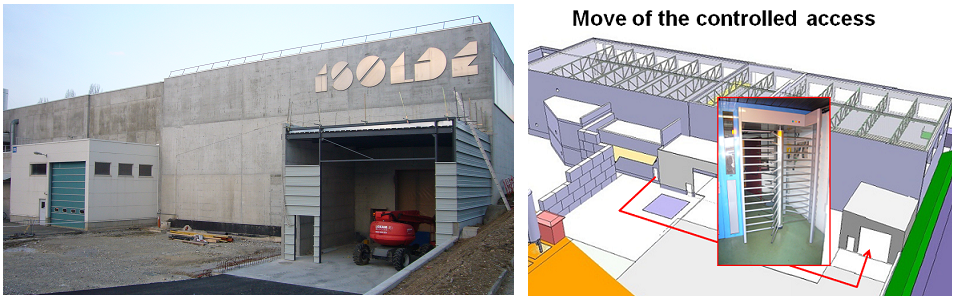 ISOLDE
Move of the controlled access